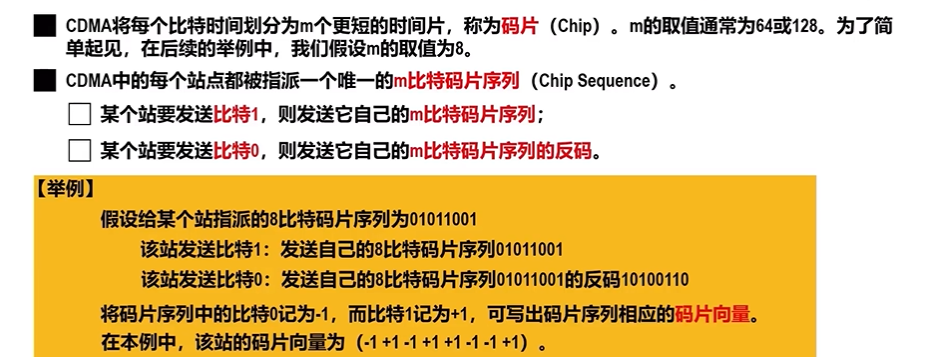 CDMA将每个比特时间划分为m个更短的时间片，称为码片（Chip）。m的取值通常为64或128。为了简
单起见，在后续的举例中，我们假设m的取值为8。
CDMA中的每个站点都被指派一个唯一的m比特码片序列（Chip Sequence）。
某个站要发送比特1，则发送它自己的m比特码片序列；
某个站要发送比特0，则发送它自己的m比特码片序列的反码。
【举例】
假设给某个站指派的8比特码片序列为01011001
该站发送比特1：发送自己的8比特码片序列01011001
该站发送比特0：发送自己的8比特码片序列01011001的反码10100110
将码片序列中的比特0记为-1，而比特1记为+1，可写出码片序列相应的码片向量。
在本例中，该站的码片向量为（-1 +1 -1 +1 +1 -1 -1 +1）。